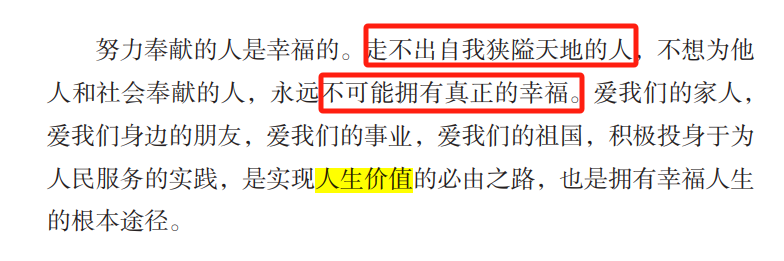 努力奉献的人是幸福的。走不出自我狭隘天地的人，不想为他
人和社会奉献的人，永远不可能拥有真正的幸福。爱我们的家人，
爱我们身边的朋友，爱我们的事业，爱我们的祖国，积极投身于为
人民服务的实践，是实现人生价值的必由之路，也是拥有幸福人生
的根本途径。